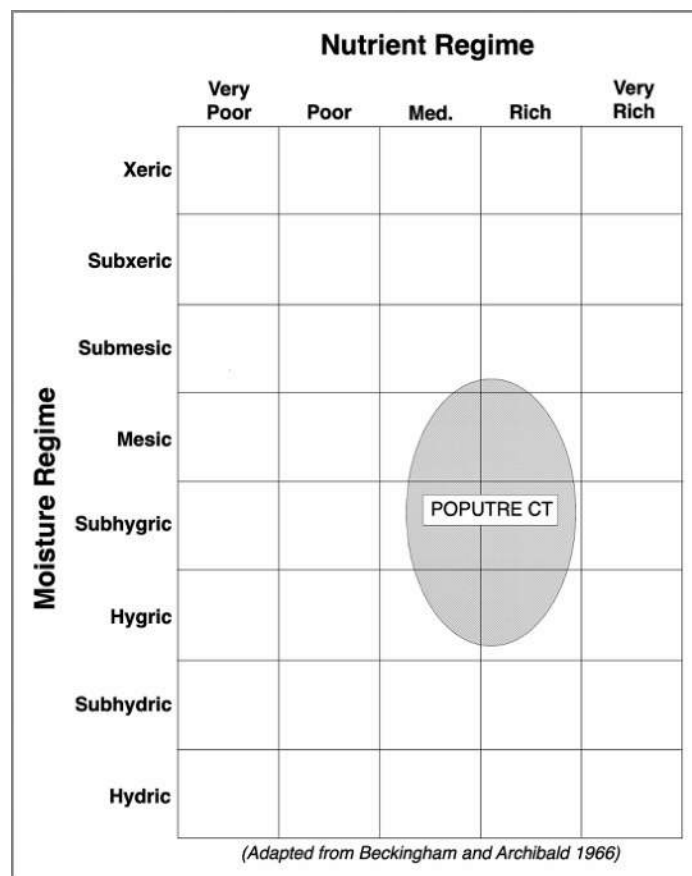 Nutrient Regime
Very Poor
Poor
Med.
Rich
Very Rich
Moisture Regime
Xeric
Subxeric
Submesic
Mesic
Subhygric
POPUTRE CT
Hygric
Subhydric
Hydric
(Adapted from Beckingham and Archibald 1966)